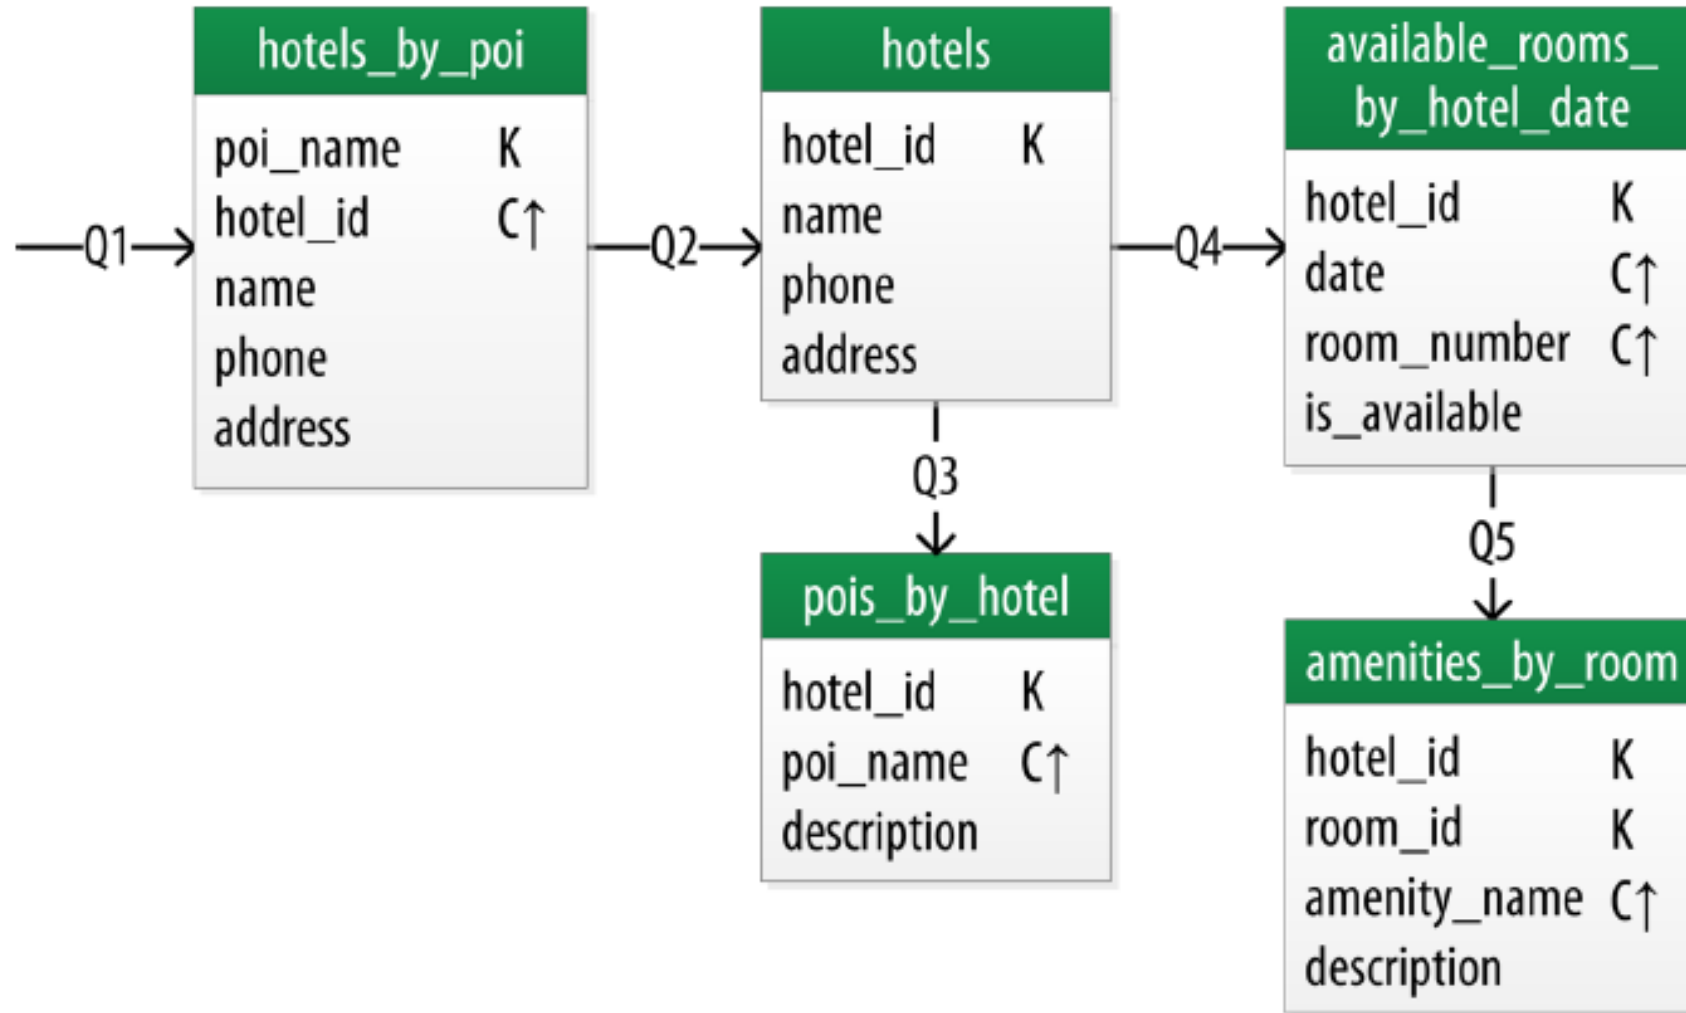 hotels_by_poi
poi_name K
hotel_id C↑
name
phone
address
Q1
Q2
hotels
hotel_id K
name
phone
address
Q3
pois_by_hotel
hotel_id K
poi_name C↑
description
Q4
available_rooms_
by_hotel_date
hotel_id K
date C↑
room_number C↑
is_available
Q5
amenities_by_room
hotel_id K
room_id K
amenity_name C↑
description